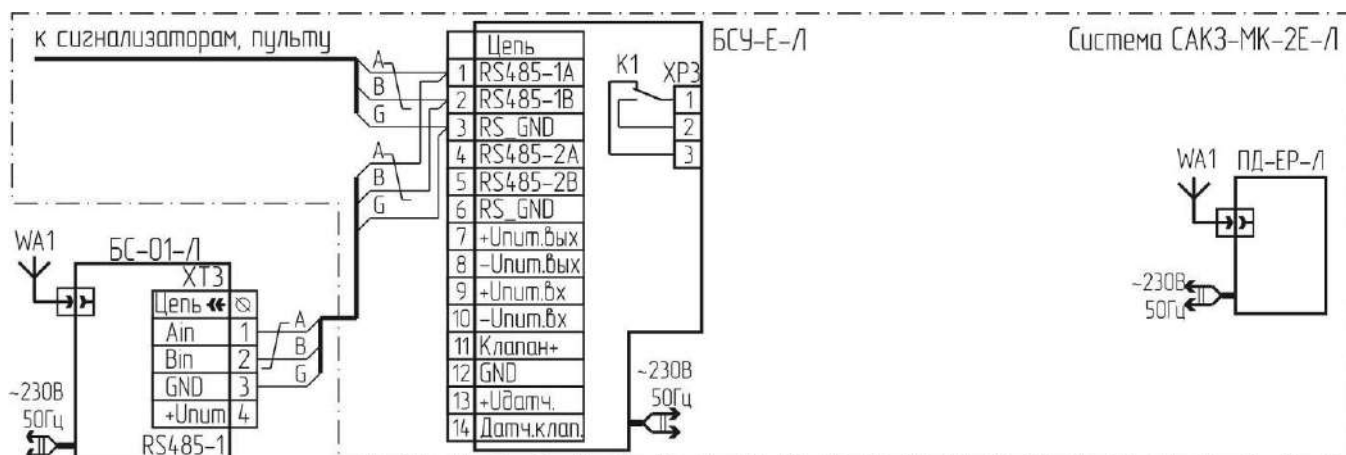 к сигнализаторам, пульту
A
B
G
A
B
G
Цепь
1 RS485-1A
2 RS485-1B
3 RS_GND
4 RS485-2A
5 RS485-2B
6 RS_GND
7 +Uпит.вых
8 -Uпит.вых
9 +Uпит.вх
10 -Uпит.вх
11 Клапан+
12 GND
13 +Uдатч.
14 Датч.клап.
БСУ-Е-Л
K1
XP3
1
2
3
~230В
50Гц
Система САКЗ-МК-2Е-Л
WA1
ПД-ЕР-Л
~230В
50Гц
WA1
БС-01-Л
XT3
Цепь
Ain 1
Bin 2
GND 3
+Uпит 4
RS485-1
A
B
G
~230В
50Гц